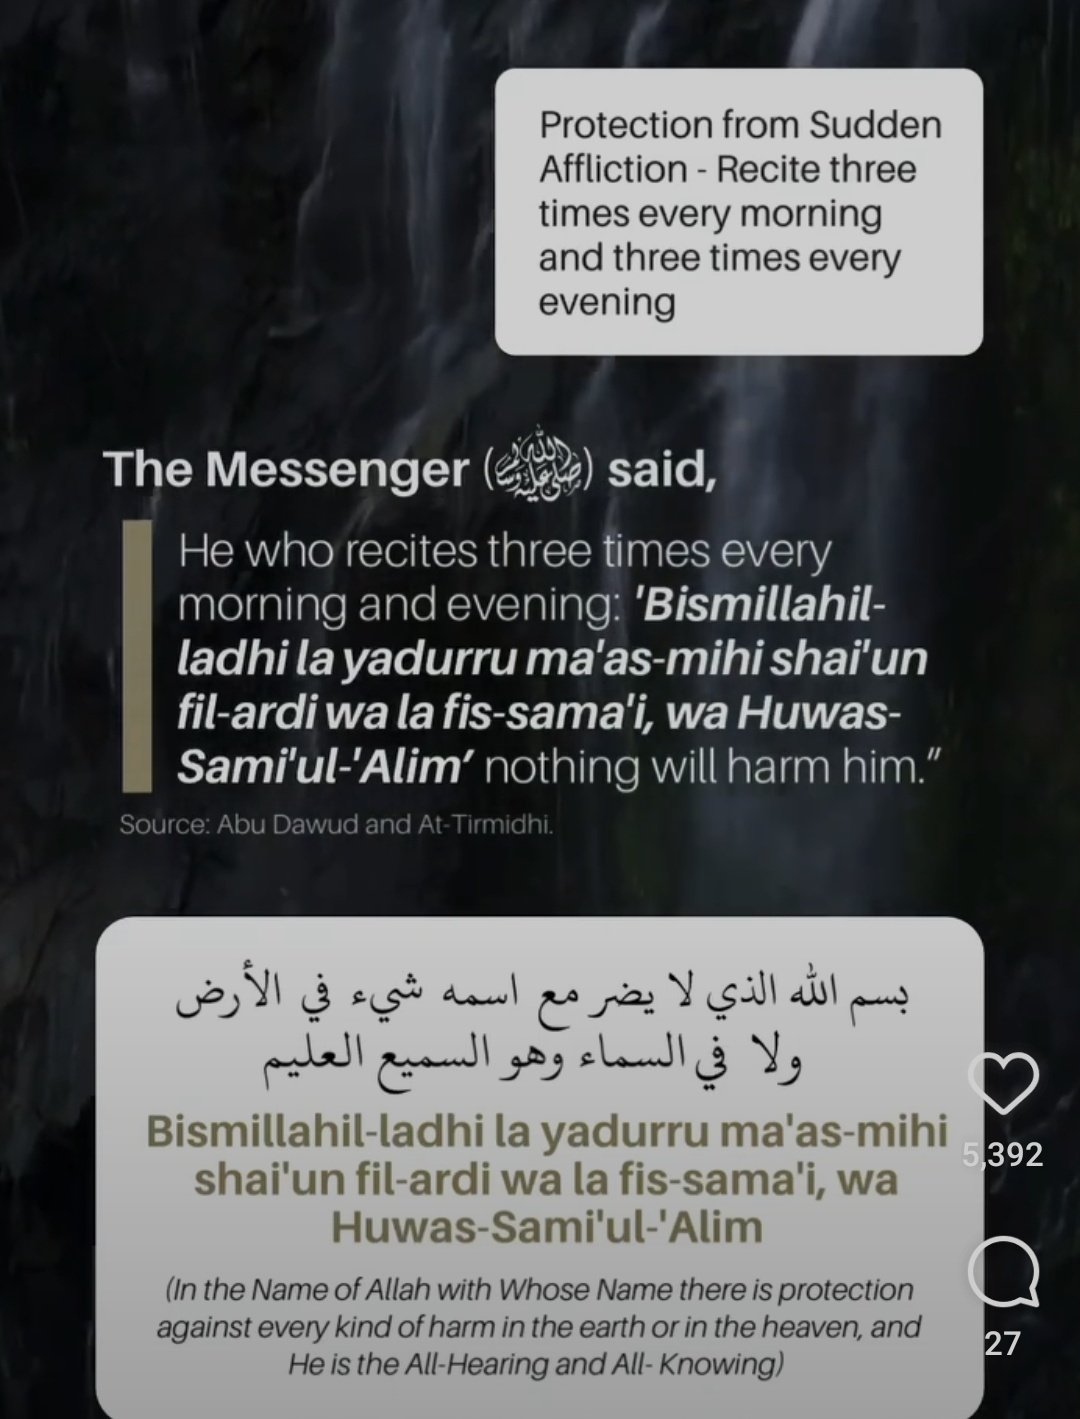 Protection from Sudden
Affliction - Recite three
times every morning
and three times every
evening
The Messenger (ﷺ) said,
He who recites three times every
morning and evening: 'Bismillahil-
ladhi la yadurru ma'as-mihi shai'un
fil-ardi wa la fis-sama'i, wa Huwas-
Sami'ul-'Alim’ nothing will harm him.”
Source: Abu Dawud and At-Tirmidhi.
بسم الله الذي لا يضر مع اسمه شيء في الأرض
ولا في السماء وهو السميع العليم
Bismillahil-ladhi la yadurru ma'as-mihi
shai'un fil-ardi wa la fis-sama'i, wa
Huwas-Sami'ul-'Alim
(In the Name of Allah with Whose Name there is protection
against every kind of harm in the earth or in the heaven, and
He is the All-Hearing and All- Knowing)
5,392
27